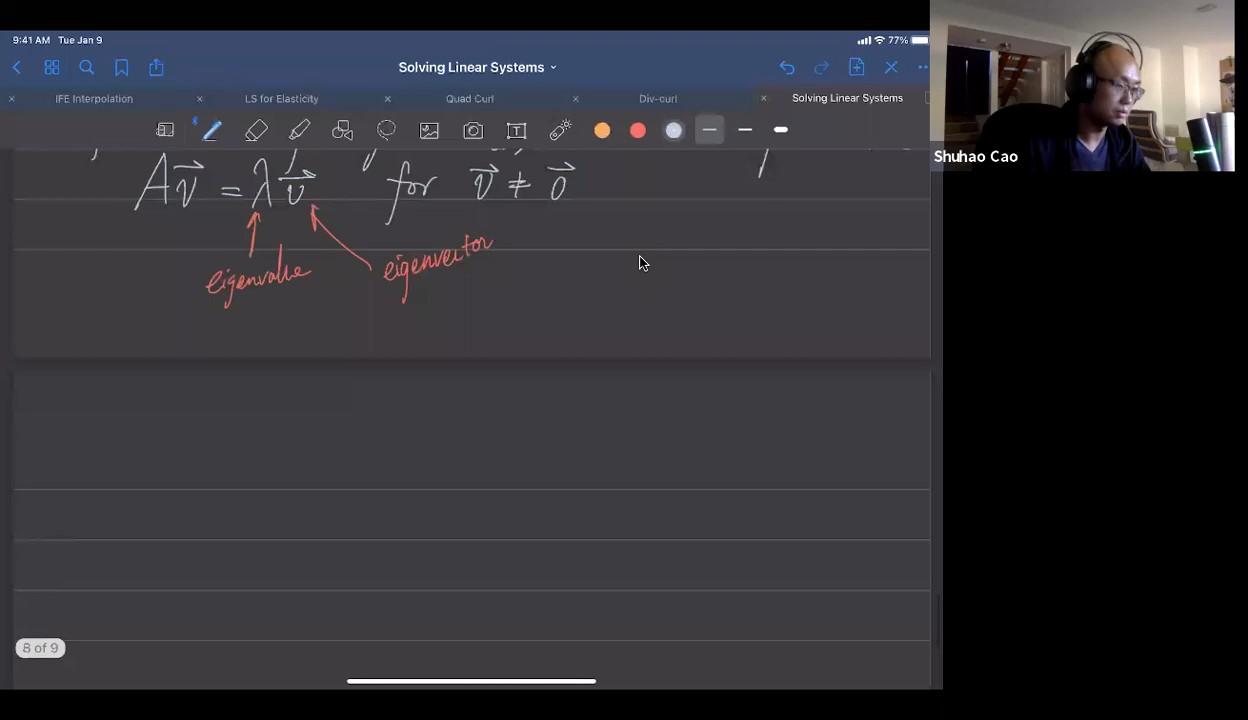 9:41 AM Tue Jan 9
77%
Solving Linear Systems
IFE Interpolation
LS for Elasticity
Quad Curl
Div-curl
Solving Linear Systems
Shuhao Cao
A v⃗ = λ v⃗ for v⃗ ≠ 0⃗
eigenvalue eigenvector
8 of 9